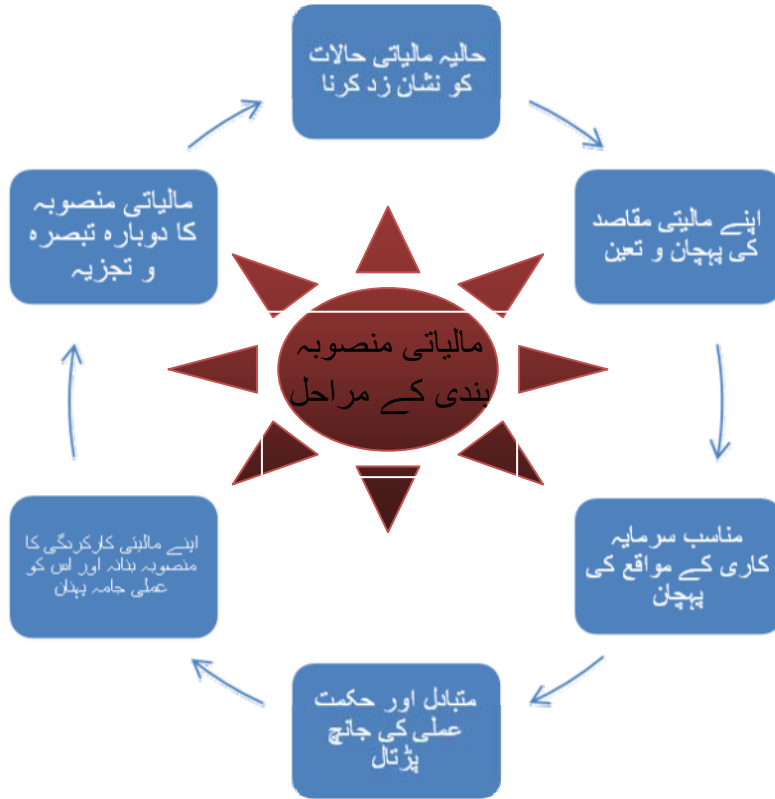 حالیہ مالیاتی حالات
کو نشان زد کرنا
اپنے مالیتی مقاصد
کی پہچان و تعین
مناسب سرمایہ
کاری کے مواقع کی
پہچان
متبادل اور حکمت
عملی کی جانچ
پڑتال
اپنے مالیتی کارکردگی کا
منصوبہ بنانہ اور اس کو
عملی جامہ پہنان
مالیاتی منصوبہ
کا دوبارہ تبصرہ
و تجزیہ
مالیاتی منصوبہ
بندی کے مراحل